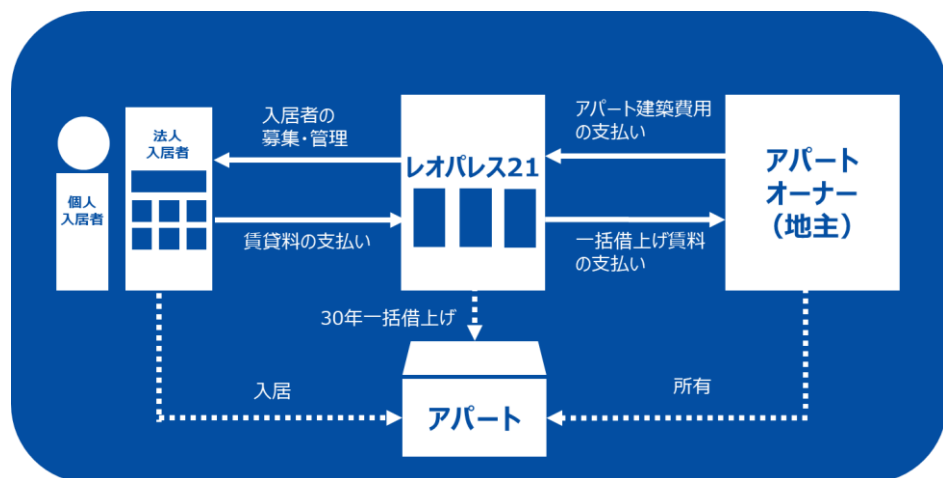 入居者の
募集・管理
アパート建築費用
の支払い
法人
入居者
レオパレス21
アパート
オーナー
（地主）
個人
入居者
賃貸料の支払い
一括借上げ賃料
の支払い
30年一括借上げ
入居
所有
アパート